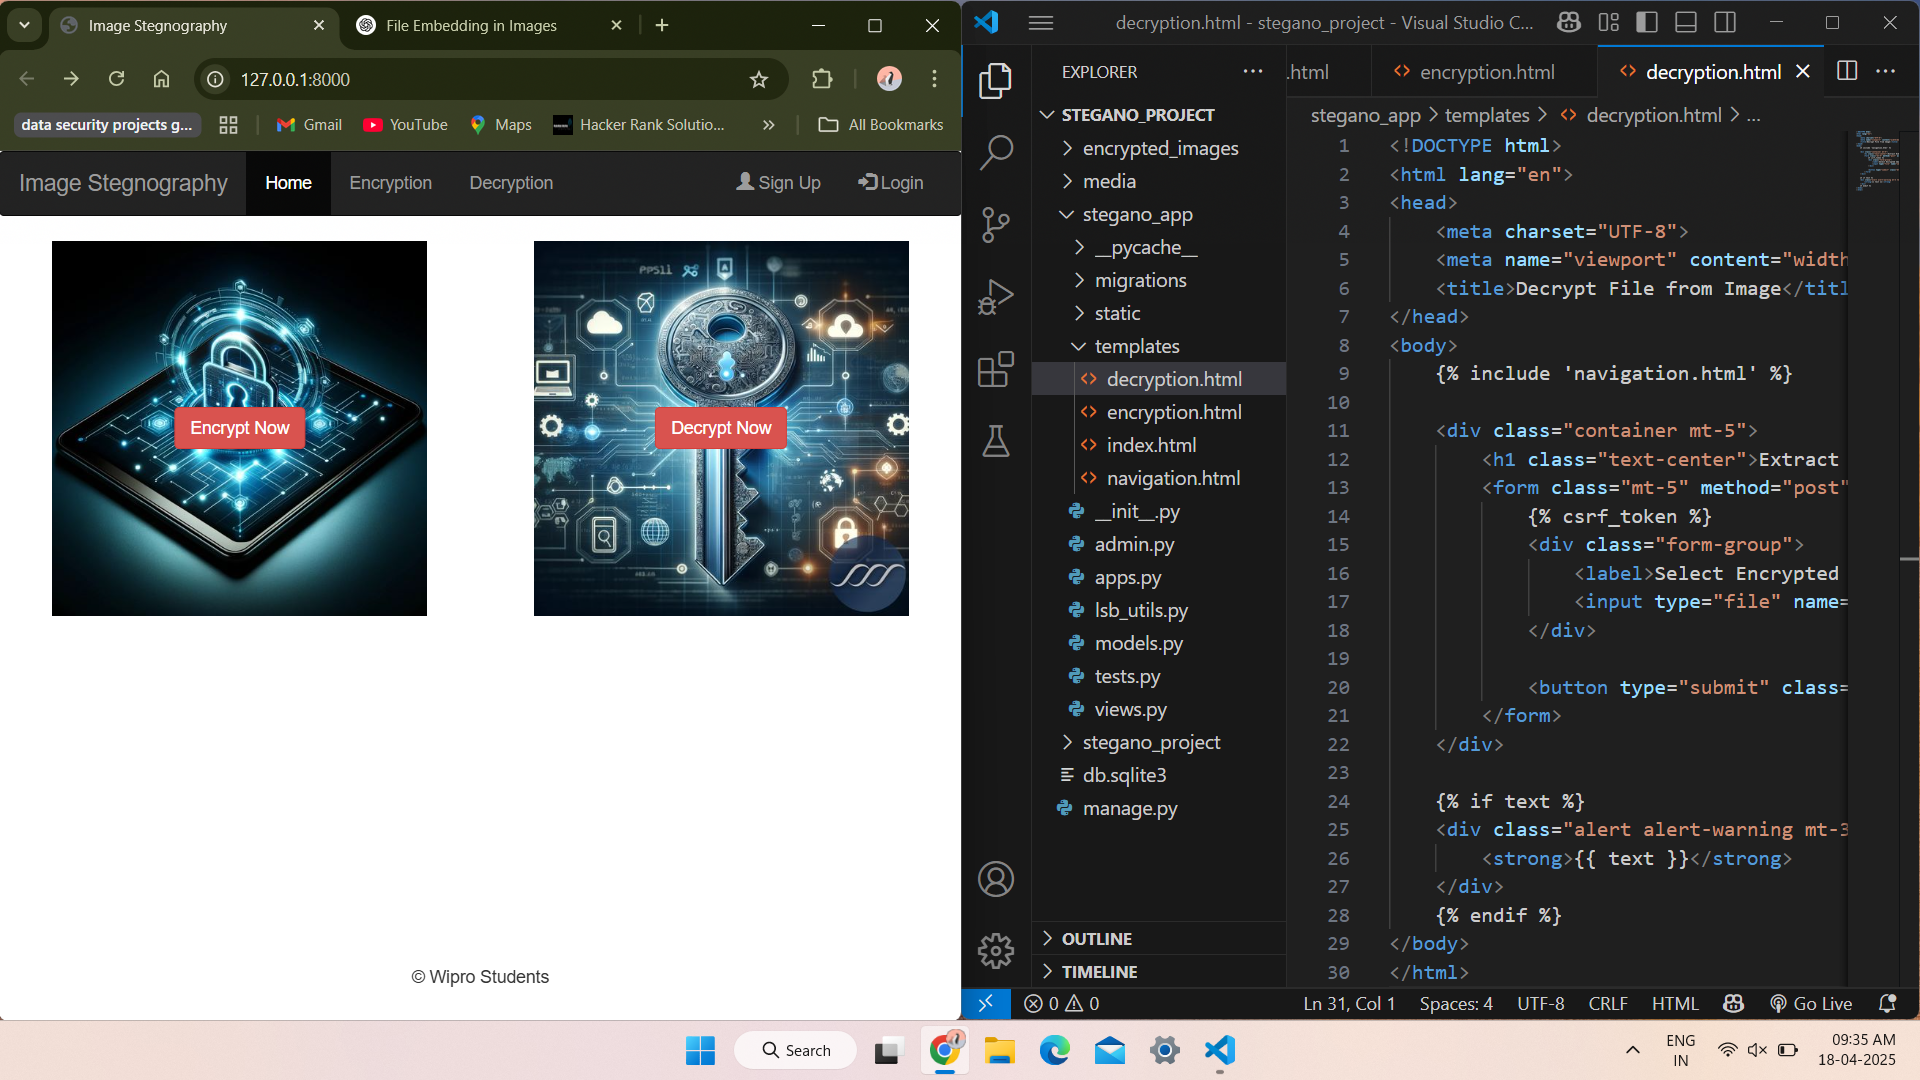 Image Stegnography
File Embedding in Images
127.0.0.1:8000
data security projects g...
Gmail
YouTube
Maps
Hacker Rank Solutio...
All Bookmarks
Image Stegnography
Home
Encryption
Decryption
Sign Up
Login
Encrypt Now
Decrypt Now
© Wipro Students
decryption.html - stegano_project - Visual Studio C...
EXPLORER
STEGANO_PROJECT
encrypted_images
media
stegano_app
__pycache__
migrations
static
templates
decryption.html
encryption.html
index.html
navigation.html
__init__.py
admin.py
apps.py
lsb_utils.py
models.py
tests.py
views.py
stegano_project
db.sqlite3
manage.py
OUTLINE
TIMELINE
.html
encryption.html
decryption.html
stegano_app > templates > decryption.html > ...
1 <!DOCTYPE html>
2 <html lang="en">
3 <head>
4 <meta charset="UTF-8">
5 <meta name="viewport" content="width
6 <title>Decrypt File from Image</titl
7 </head>
8 <body>
9 {% include 'navigation.html' %}
10
11 <div class="container mt-5">
12 <h1 class="text-center">Extract
13 <form class="mt-5" method="post"
14 {% csrf_token %}
15 <div class="form-group">
16 <label>Select Encrypted
17 <input type="file" name=
18 </div>
19
20 <button type="submit" class=
21 </form>
22 </div>
23
24 {% if text %}
25 <div class="alert alert-warning mt-3
26 <strong>{{ text }}</strong>
27 </div>
28 {% endif %}
29 </body>
30 </html>
0 0
Ln 31, Col 1
Spaces: 4
UTF-8
CRLF
HTML
Go Live
Search
ENG
IN
09:35 AM
18-04-2025